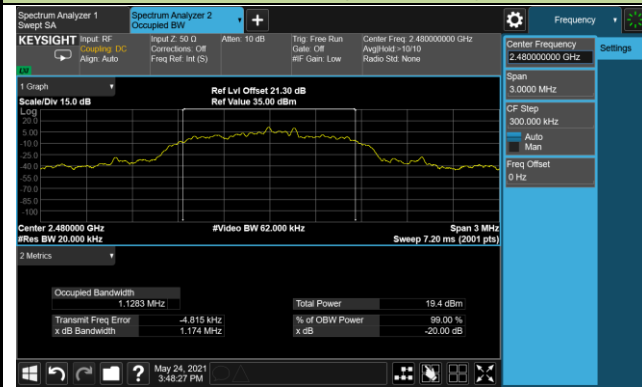 Spectrum Analyzer 1
Swept SA
Spectrum Analyzer 2
Occupied BW
Frequency
KEYSIGHT
Input: RF
Coupling: DC
Align: Auto
Input Z: 50 Ω
Corrections: Off
Freq Ref: Int (S)
Atten: 10 dB
Trig: Free Run
Gate: Off
#IF Gain: Low
Center Freq: 2.480000000 GHz
Avg|Hold:>10/10
Radio Std: None
Center Frequency
2.480000000 GHz
Settings
Span
3.0000 MHz
CF Step
300.000 kHz
Auto
Man
Freq Offset
0 Hz
1 Graph
Scale/Div 15.0 dB
Ref Lvl Offset 21.30 dB
Ref Value 35.00 dBm
Log
20.0
5.00
-10.0
-25.0
-40.0
-55.0
-70.0
-85.0
-100
Center 2.480000 GHz
#Res BW 20.000 kHz
#Video BW 62.000 kHz
Span 3 MHz
Sweep 7.20 ms (2001 pts)
2 Metrics
Occupied Bandwidth
1.1283 MHz
Total Power 19.4 dBm
Transmit Freq Error -4.815 kHz
% of OBW Power 99.00 %
x dB Bandwidth 1.174 MHz
x dB -20.00 dB
?
May 24, 2021
3:48:27 PM